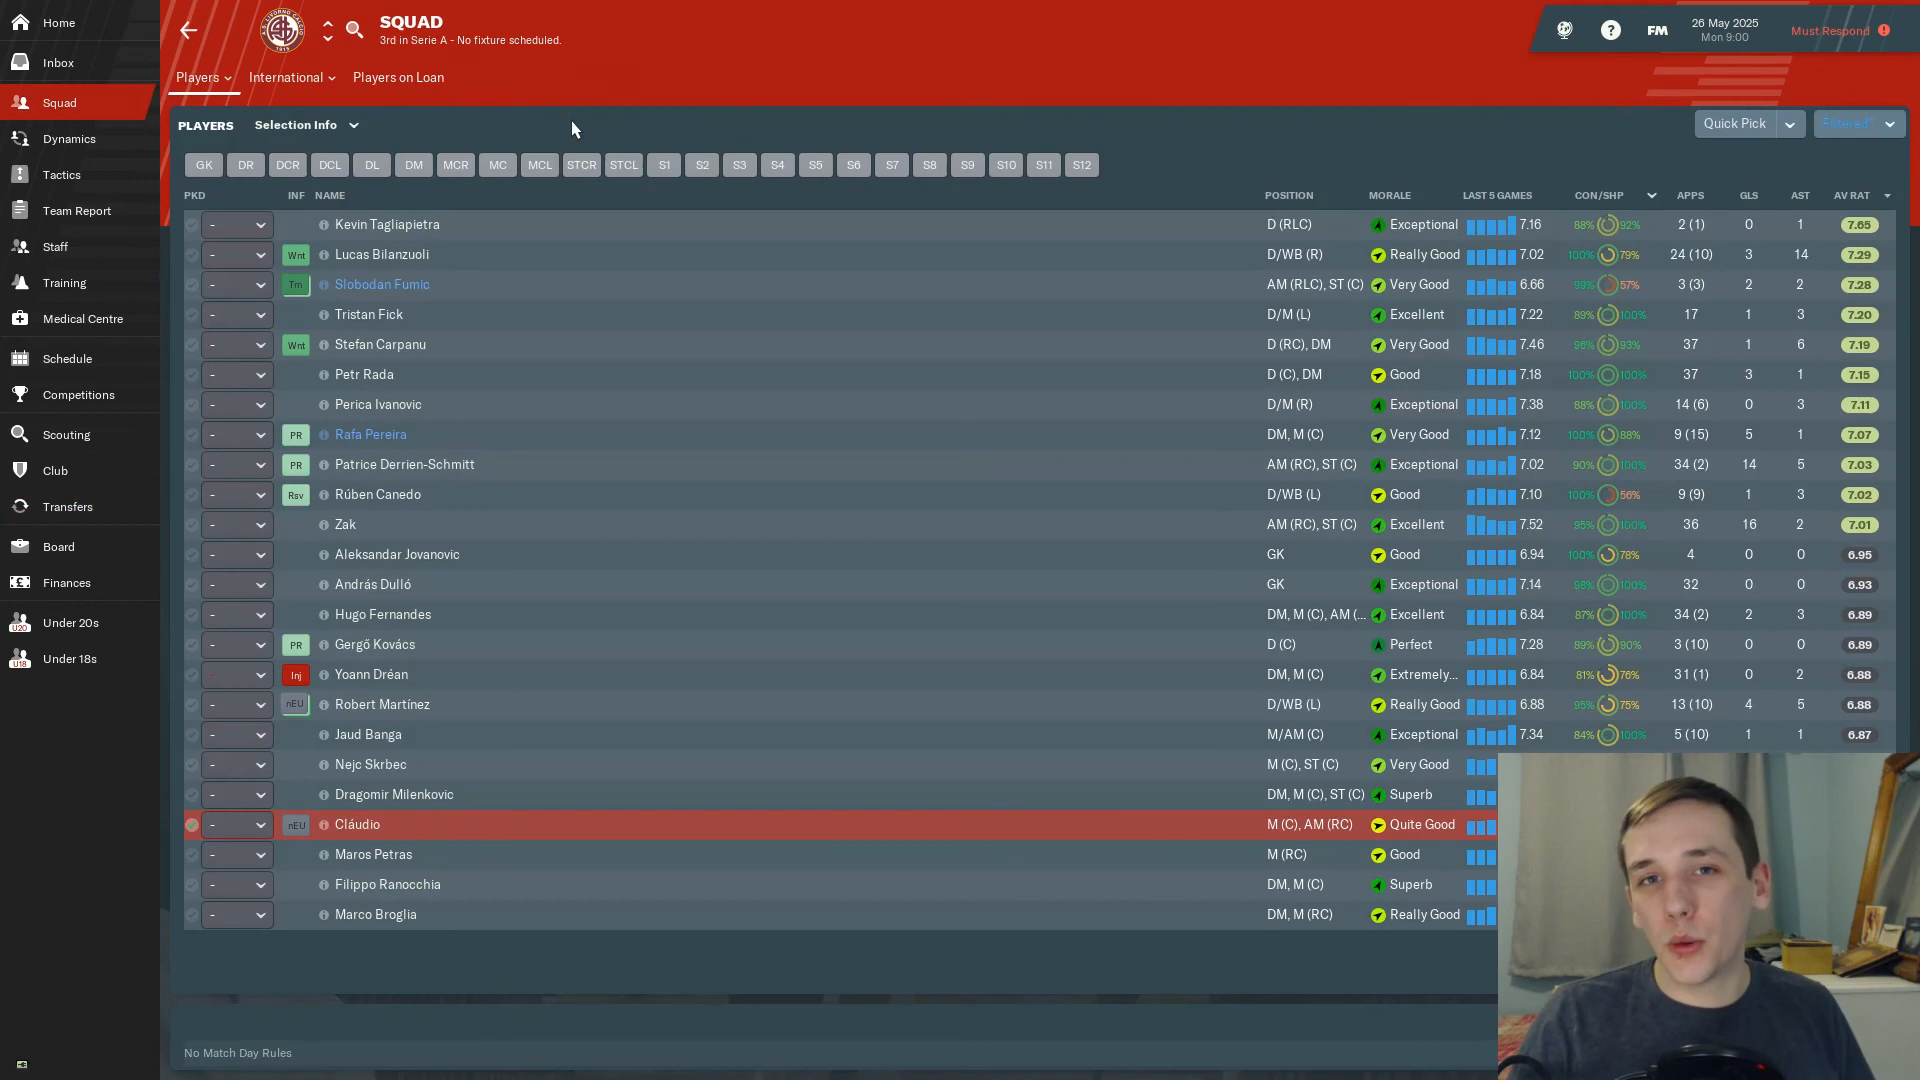 Home
Inbox
Squad
Dynamics
Tactics
Team Report
Staff
Training
Medical Centre
Schedule
Competitions
Scouting
Club
Transfers
Board
Finances
U20 Under 20s
U18 Under 18s
A.S. LIVORNO CALCIO 1915
SQUAD
3rd in Serie A - No fixture scheduled.
? FM 26 May 2025
Mon 9:00
Must Respond
Players International Players on Loan
PLAYERS Selection Info
Quick Pick Filtered*
GK DR DCR DCL DL DM MCR MC MCL STCR STCL S1 S2 S3 S4 S5 S6 S7 S8 S9 S10 S11 S12
PKD INF NAME POSITION MORALE LAST 5 GAMES CON/SHP APPS GLS AST AV RAT
- Kevin Tagliapietra D (RLC) Exceptional 7.16 88% 92% 2 (1) 0 1 7.65
- Wnt Lucas Bilanzuoli D/WB (R) Really Good 7.02 100% 79% 24 (10) 3 14 7.29
- Trn Slobodan Fumic AM (RLC), ST (C) Very Good 6.66 99% 57% 3 (3) 2 2 7.28
- Tristan Fick D/M (L) Excellent 7.22 89% 100% 17 1 3 7.20
- Wnt Stefan Carpanu D (RC), DM Very Good 7.46 96% 93% 37 1 6 7.19
- Petr Rada D (C), DM Good 7.18 100% 100% 37 3 1 7.15
- Perica Ivanovic D/M (R) Exceptional 7.38 88% 100% 14 (6) 0 3 7.11
- PR Rafa Pereira DM, M (C) Very Good 7.12 100% 88% 9 (15) 5 1 7.07
- PR Patrice Derrien-Schmitt AM (RC), ST (C) Exceptional 7.02 90% 100% 34 (2) 14 5 7.03
- Rsv Rúben Canedo D/WB (L) Good 7.10 100% 56% 9 (9) 1 3 7.02
- Zak AM (RC), ST (C) Excellent 7.52 95% 100% 36 16 2 7.01
- Aleksandar Jovanovic GK Good 6.94 100% 78% 4 0 0 6.95
- András Dulló GK Exceptional 7.14 98% 100% 32 0 0 6.93
- Hugo Fernandes DM, M (C), AM (... Excellent 6.84 87% 100% 34 (2) 2 3 6.89
- PR Gergő Kovács D (C) Perfect 7.28 89% 90% 3 (10) 0 0 6.89
- Inj Yoann Dréan DM, M (C) Extremely... 6.84 81% 76% 31 (1) 0 2 6.88
- nEU Robert Martínez D/WB (L) Really Good 6.88 95% 75% 13 (10) 4 5 6.88
- Jaud Banga M/AM (C) Exceptional 7.34 84% 100% 5 (10) 1 1 6.87
- Nejc Skrbec M (C), ST (C) Very Good
- Dragomir Milenkovic DM, M (C), ST (C) Superb
- nEU Cláudio M (C), AM (RC) Quite Good
- Maros Petras M (RC) Good
- Filippo Ranocchia DM, M (C) Superb
- Marco Broglia DM, M (RC) Really Good
No Match Day Rules